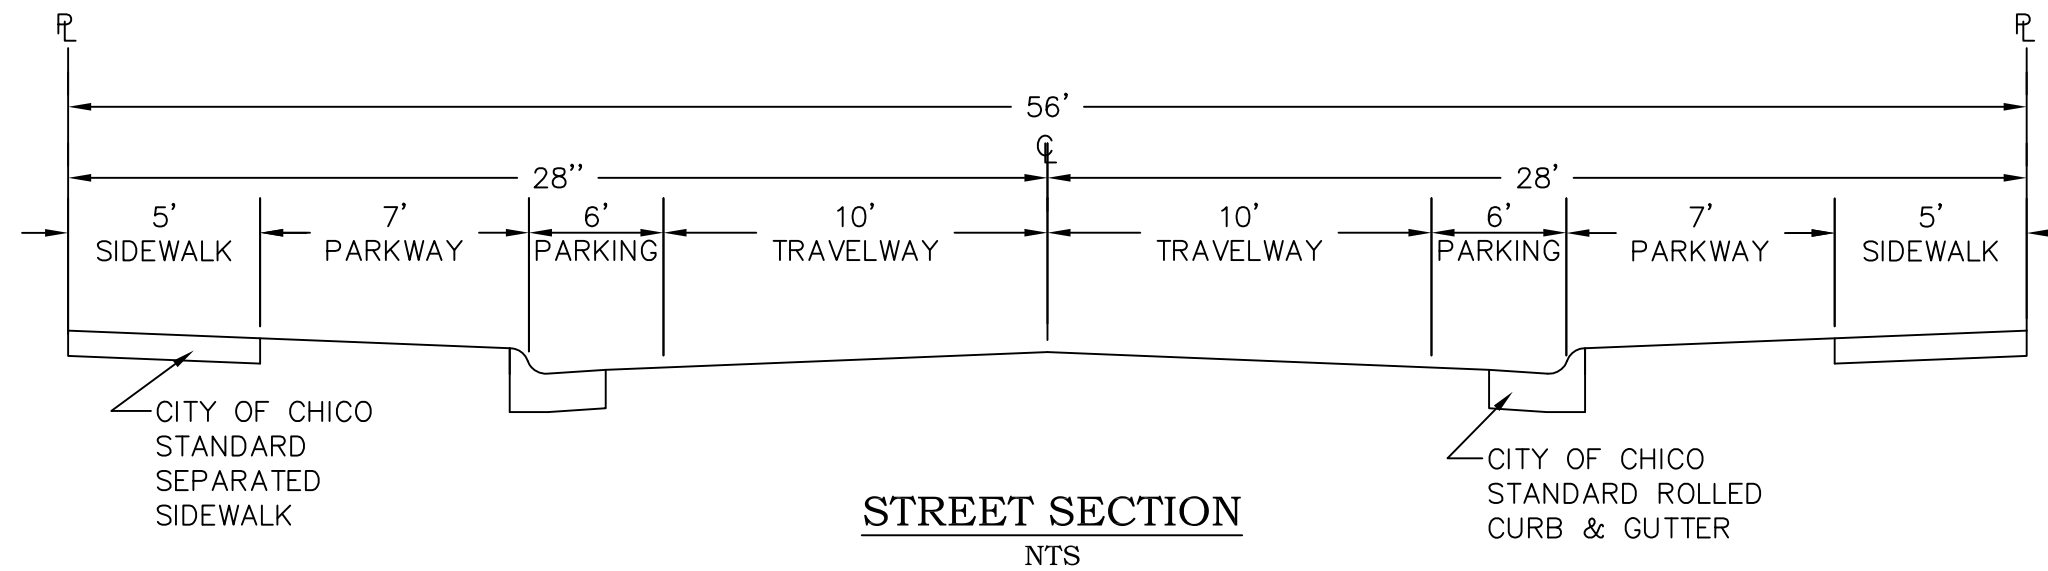 PL PL
56'
CL
28'' 28'
5' 7' 6' 10' 10' 6' 7' 5'
SIDEWALK PARKWAY PARKING TRAVELWAY TRAVELWAY PARKING PARKWAY SIDEWALK
CITY OF CHICO
STANDARD
SEPARATED
SIDEWALK
CITY OF CHICO
STANDARD ROLLED
CURB & GUTTER
STREET SECTION
NTS